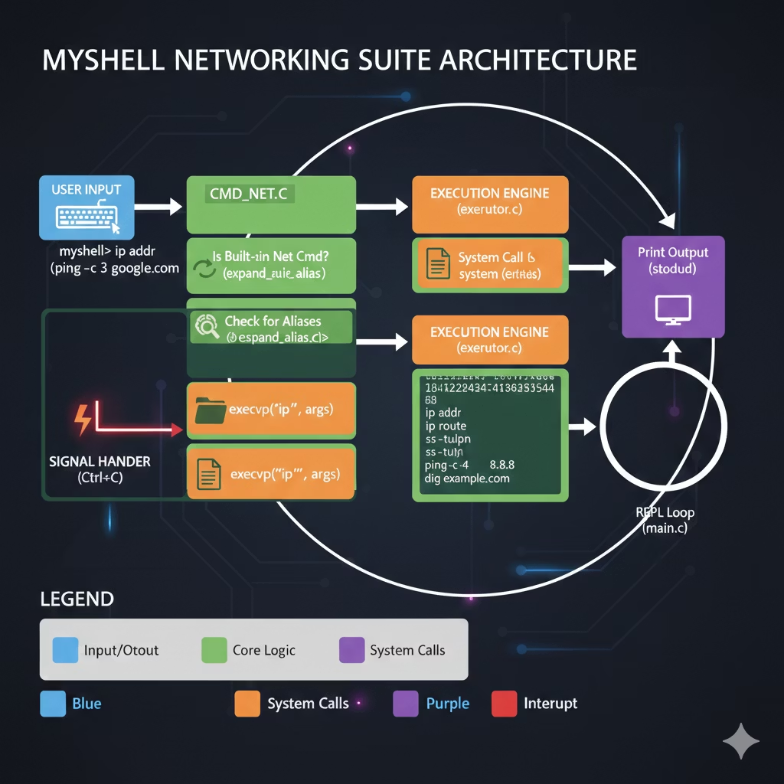 MYSHELL NETWORKING SUITE ARCHITECTURE
USER INPUT
myshell> ip addr
(ping -c 3 google.com
CMD_NET.C
Is Built-in Net Cmd?
alias)
Check for Aliases
espand_alias.c)>
execvp("ip", args)
execvp("ip'", args)
SIGNAL HANDER
(Ctrl+C)
EXECUTION ENGINE
(exerutor.c)
System Call
system
EXECUTION ENGINE
(exerutor.c)
68
ip addr
ip route
ss -tulpn
ping-c-4 8.8.8
dig example.com
Print Output
(stodud)
REPL Loop
(main.c)
LEGEND
Input/Otout
Core Logic
System Calls
Blue
System Calls
Purple
Interupt